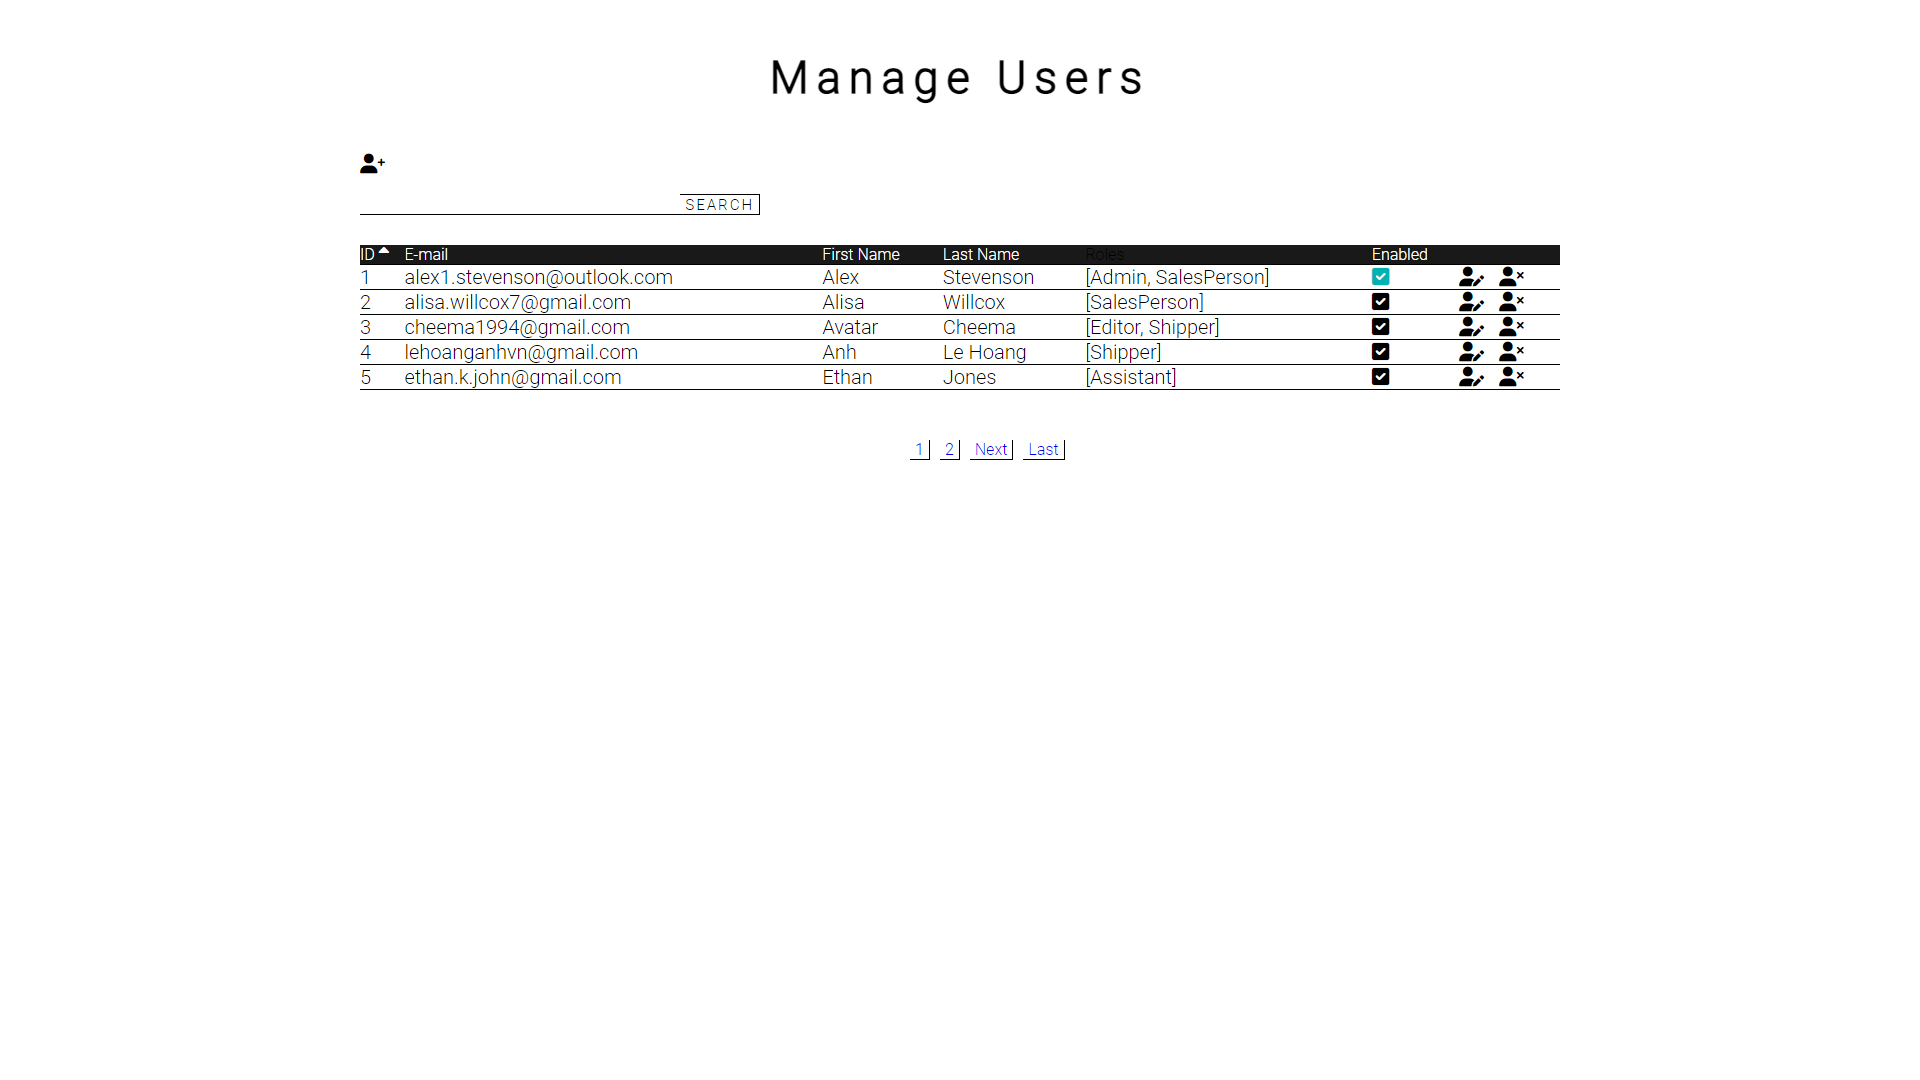 Manage Users
SEARCH
ID E-mail First Name Last Name Roles Enabled
1 alex1.stevenson@outlook.com Alex Stevenson [Admin, SalesPerson]
2 alisa.willcox7@gmail.com Alisa Willcox [SalesPerson]
3 cheema1994@gmail.com Avatar Cheema [Editor, Shipper]
4 lehoanganhvn@gmail.com Anh Le Hoang [Shipper]
5 ethan.k.john@gmail.com Ethan Jones [Assistant]
1 2 Next Last